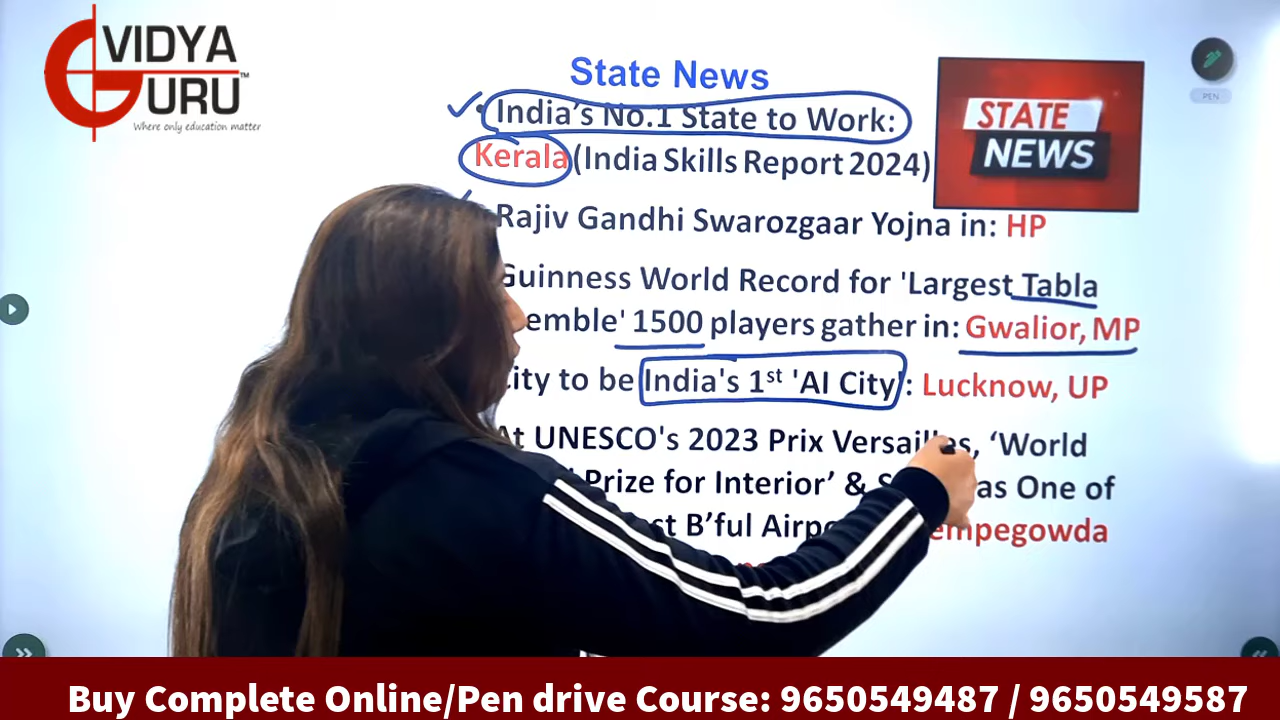 VIDYA
GURU™
Where only education matter
State News
• India's No.1 State to Work:
Kerala (India Skills Report 2024)
STATE
NEWS
PEN
Rajiv Gandhi Swarozgaar Yojna in: HP
Guinness World Record for 'Largest Tabla
emble' 1500 players gather in: Gwalior, MP
City to be India's 1st 'AI City': Lucknow, UP
At UNESCO's 2023 Prix Versailles, ‘World
Prize for Interior’ & as One of
st B’ful Airpo empegowda
Buy Complete Online/Pen drive Course: 9650549487 / 9650549587